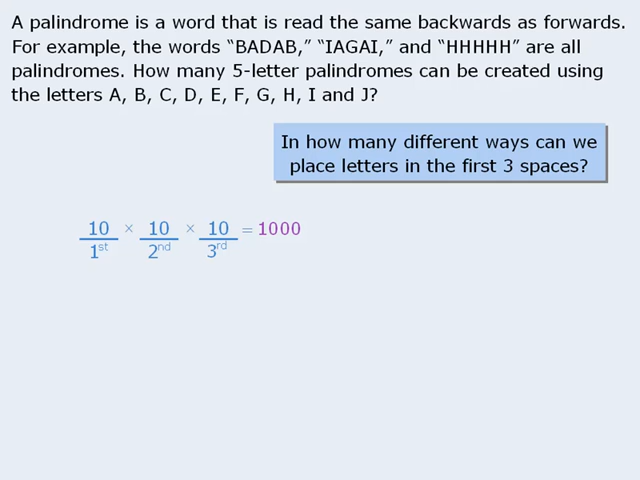 A palindrome is a word that is read the same backwards as forwards.
For example, the words “BADAB,” “IAGAI,” and “HHHHH” are all
palindromes. How many 5-letter palindromes can be created using
the letters A, B, C, D, E, F, G, H, I and J?
In how many different ways can we
place letters in the first 3 spaces?
10 × 10 × 10 = 1000
1st 2nd 3rd